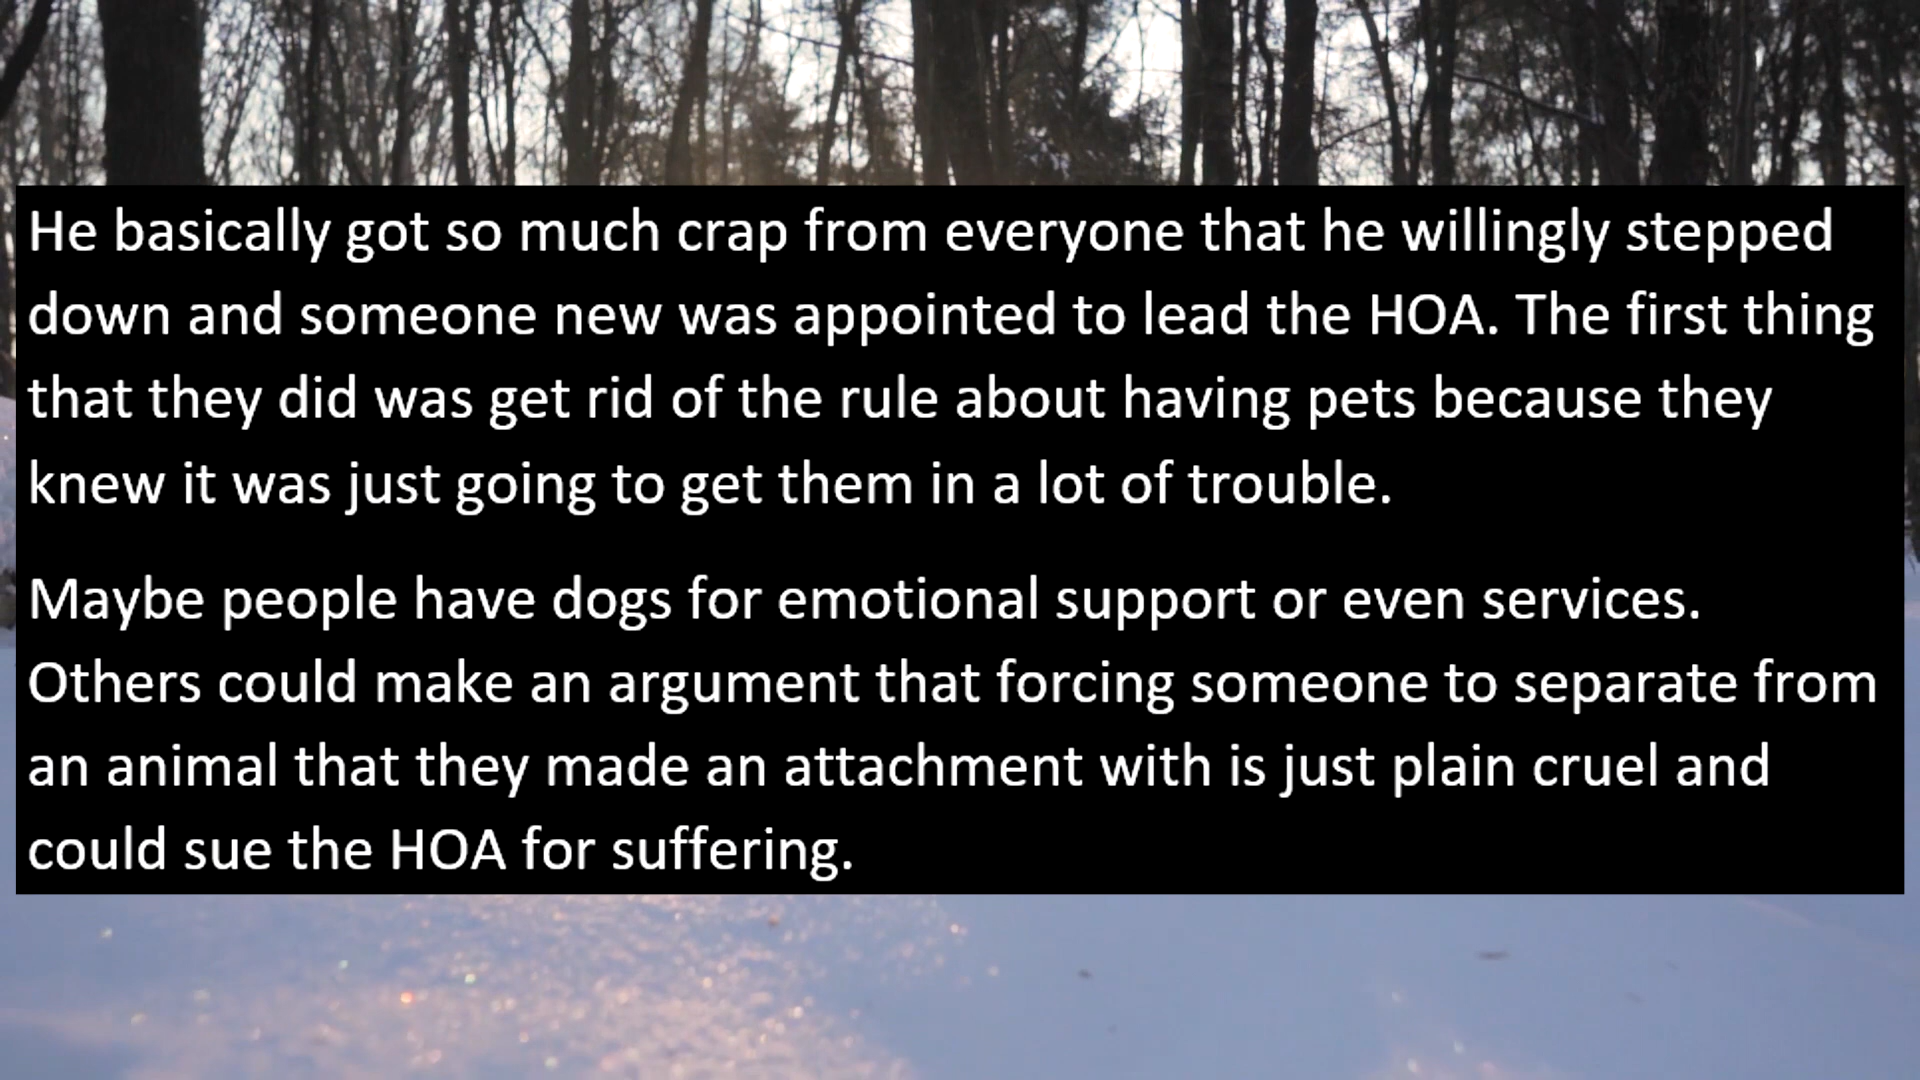 He basically got so much crap from everyone that he willingly stepped
down and someone new was appointed to lead the HOA. The first thing
that they did was get rid of the rule about having pets because they
knew it was just going to get them in a lot of trouble.
Maybe people have dogs for emotional support or even services.
Others could make an argument that forcing someone to separate from
an animal that they made an attachment with is just plain cruel and
could sue the HOA for suffering.